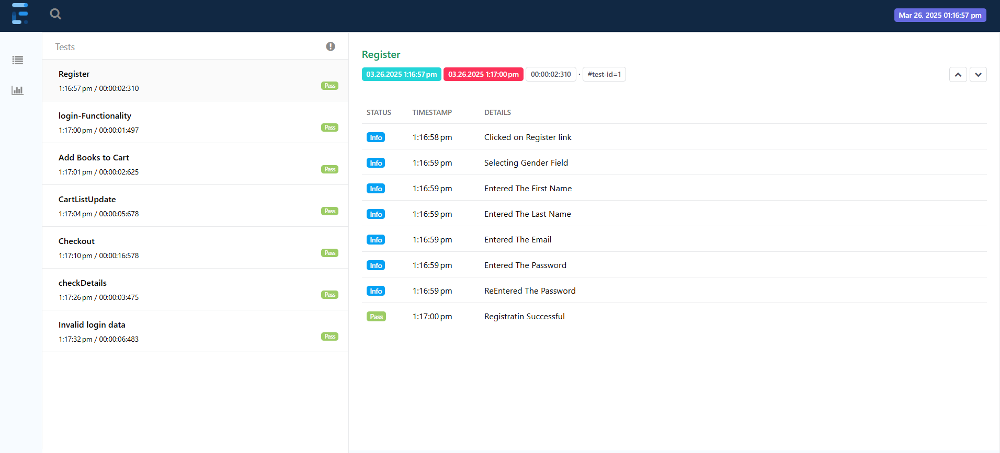 Mar 26, 2025 01:16:57 pm
Tests
Register
1:16:57 pm / 00:00:02:310
Pass
login-Functionality
1:17:00 pm / 00:00:01:497
Pass
Add Books to Cart
1:17:01 pm / 00:00:02:625
Pass
CartListUpdate
1:17:04 pm / 00:00:05:678
Pass
Checkout
1:17:10 pm / 00:00:16:578
Pass
checkDetails
1:17:26 pm / 00:00:03:475
Pass
Invalid login data
1:17:32 pm / 00:00:06:483
Pass
Register
03.26.2025 1:16:57 pm 03.26.2025 1:17:00 pm 00:00:02:310 · #test-id=1
STATUS TIMESTAMP DETAILS
Info 1:16:58 pm Clicked on Register link
Info 1:16:59 pm Selecting Gender Field
Info 1:16:59 pm Entered The First Name
Info 1:16:59 pm Entered The Last Name
Info 1:16:59 pm Entered The Email
Info 1:16:59 pm Entered The Password
Info 1:16:59 pm ReEntered The Password
Pass 1:17:00 pm Registratin Successful